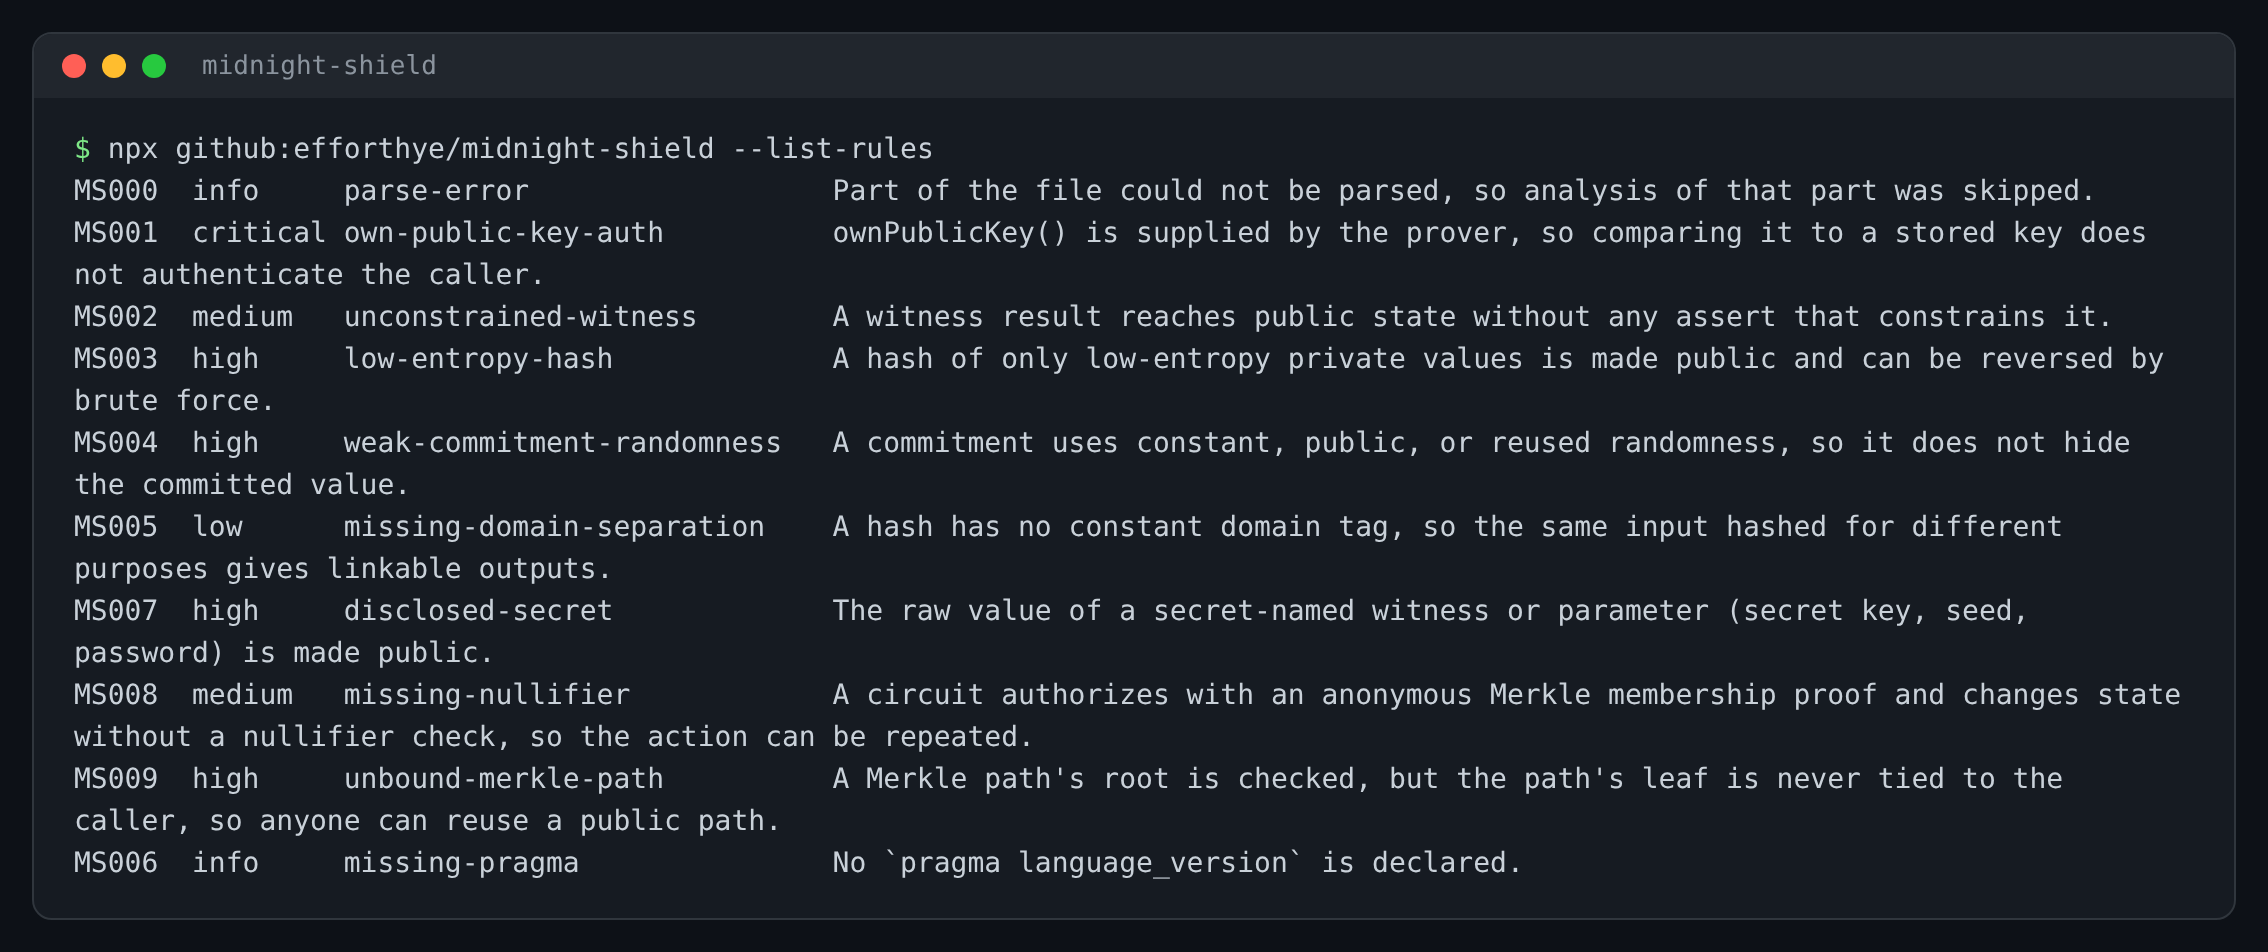 midnight-shield
$ npx github:efforthye/midnight-shield --list-rules
MS000  info     parse-error                  Part of the file could not be parsed, so analysis of that part was skipped.
MS001  critical own-public-key-auth          ownPublicKey() is supplied by the prover, so comparing it to a stored key does
not authenticate the caller.
MS002  medium   unconstrained-witness        A witness result reaches public state without any assert that constrains it.
MS003  high     low-entropy-hash             A hash of only low-entropy private values is made public and can be reversed by
brute force.
MS004  high     weak-commitment-randomness   A commitment uses constant, public, or reused randomness, so it does not hide
the committed value.
MS005  low      missing-domain-separation    A hash has no constant domain tag, so the same input hashed for different
purposes gives linkable outputs.
MS007  high     disclosed-secret             The raw value of a secret-named witness or parameter (secret key, seed,
password) is made public.
MS008  medium   missing-nullifier            A circuit authorizes with an anonymous Merkle membership proof and changes state
without a nullifier check, so the action can be repeated.
MS009  high     unbound-merkle-path          A Merkle path's root is checked, but the path's leaf is never tied to the
caller, so anyone can reuse a public path.
MS006  info     missing-pragma               No `pragma language_version` is declared.